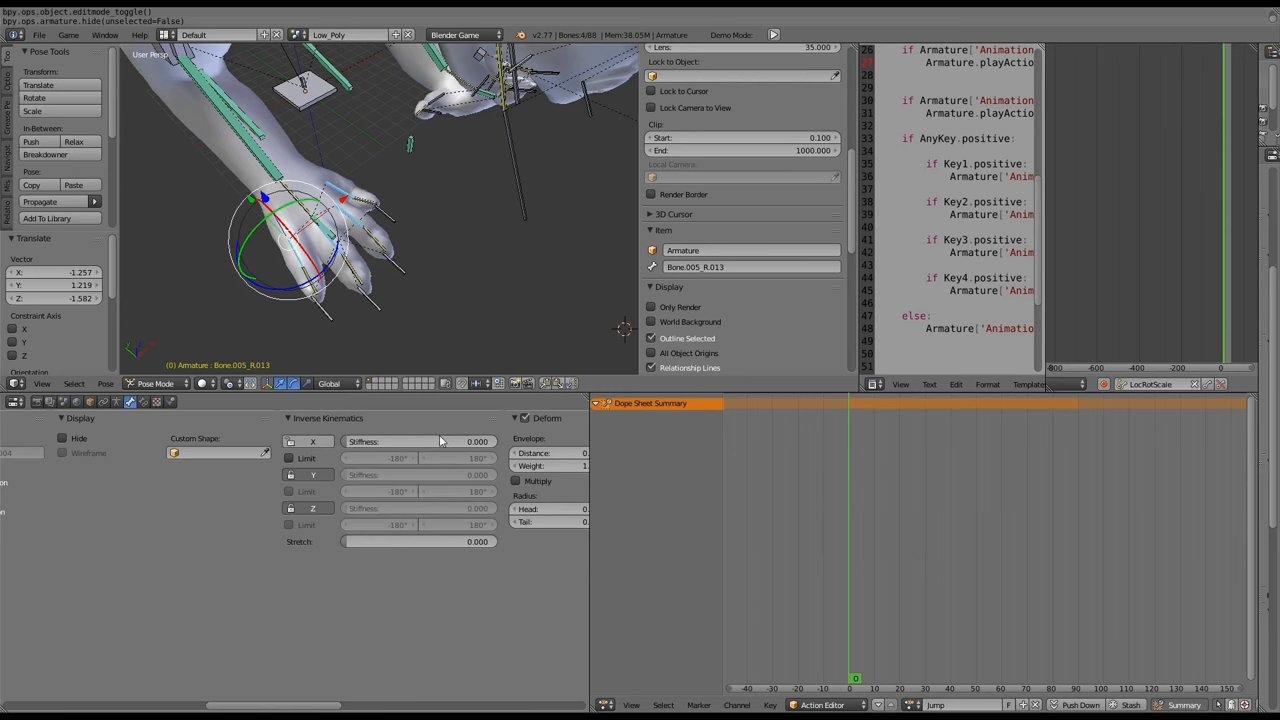 bpy.ops.editmode_toggle()
bpy.ops.armature.hide(unselected=False)
File Game Window Help Default Low_Poly Blender Game v2.77 | Bones:4/88 | Mem:38.05M | Armature Demo Mode:
Pose Tools
Transform:
Translate
Rotate
Scale
In-Between:
Push Relax
Breakdowner
Pose:
Copy Paste
Propagate
Add To Library
Translate
Vector
X: -1.257
Y: 1.219
Z: -1.582
Constraint Axis
X
Y
Z
Orientation
User Persp
(0) Armature : Bone.005_R.013
View Select Pose Pose Mode Global
Lens: 35.000
Lock to Object:
Lock to Cursor
Lock Camera to View
Clip:
Start: 0.100
End: 1000.000
Local Camera:
Render Border
3D Cursor
Item
Armature
Bone.005_R.013
Display
Only Render
World Background
Outline Selected
All Object Origins
Relationship Lines
26 if Armature['Animation
27 Armature.playActio
28
29
30 if Armature['Animation
31 Armature.playActio
32
33 if AnyKey.positive:
34
35 if Key1.positive:
36 Armature['Anim
37
38 if Key2.positive:
39 Armature['Anim
40
41 if Key3.positive:
42 Armature['Anim
43
44 if Key4.positive:
45 Armature['Anim
46
47 else:
48 Armature['Animatio
49
50
51
View Text Edit Format Template
-800 -600 -400 -200 0
LocRotScale
Display
Hide
Wireframe
Custom Shape:
Inverse Kinematics
X Stiffness: 0.000
Limit -180° 180°
Y Stiffness: 0.000
Limit -180° 180°
Z Stiffness: 0.000
Limit -180° 180°
Stretch: 0.000
Deform
Envelope:
Distance: 0.
Weight: 1.
Multiply
Radius:
Head: 0.
Tail: 0.
Dope Sheet Summary
0
-40 -30 -20 -10 0 10 20 30 40 50 60 70 80 90 100 110 120 130 140 150
View Select Marker Channel Key Action Editor Jump F Push Down Stash Summary